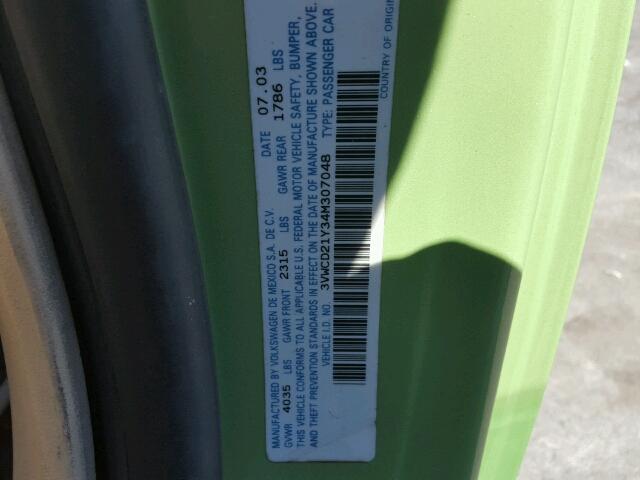 MANUFACTURED BY VOLKSWAGEN DE MEXICO S.A. DE C.V. DATE 07.03
GVWR 4035 LBS GAWR FRONT 2315 LBS GAWR REAR 1786 LBS
THIS VEHICLE CONFORMS TO ALL APPLICABLE U.S. FEDERAL MOTOR VEHICLE SAFETY, BUMPER,
AND THEFT PREVENTION STANDARDS IN EFFECT ON THE DATE OF MANUFACTURE SHOWN ABOVE.
VEHICLE I.D. NO. 3VWCD21Y34M307048 TYPE: PASSENGER CAR
COUNTRY OF ORIGIN